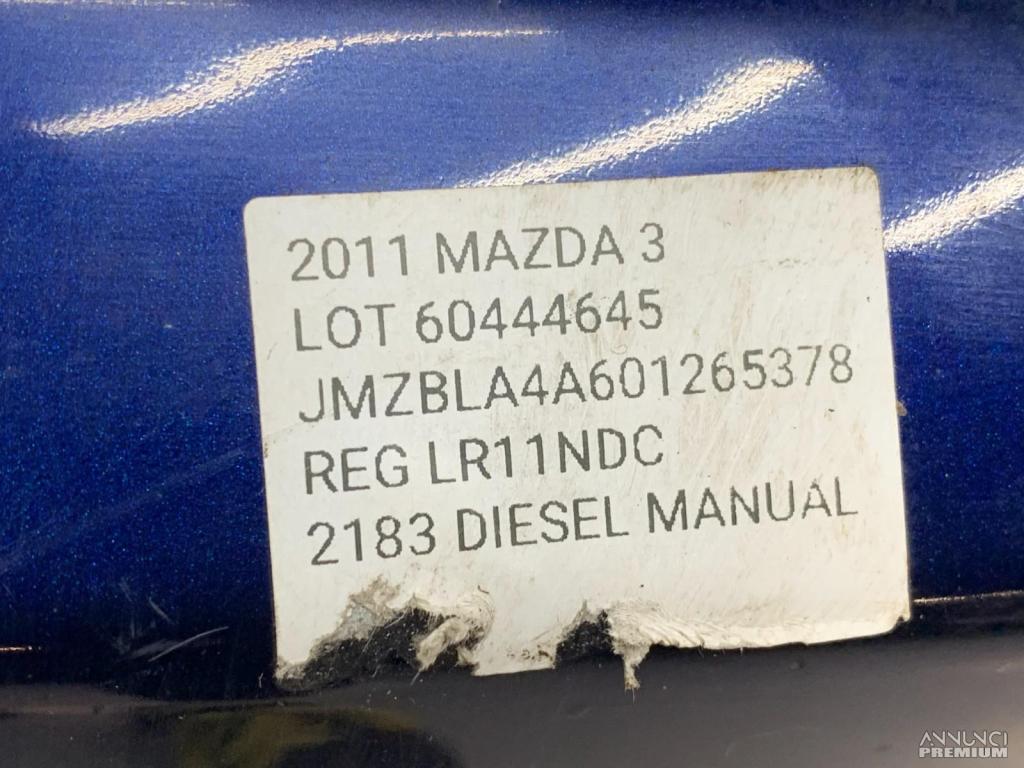 2011 MAZDA 3
LOT 60444645
JMZBLA4A601265378
REG LR11NDC
2183 DIESEL MANUAL
ANNUNCI
PREMIUM